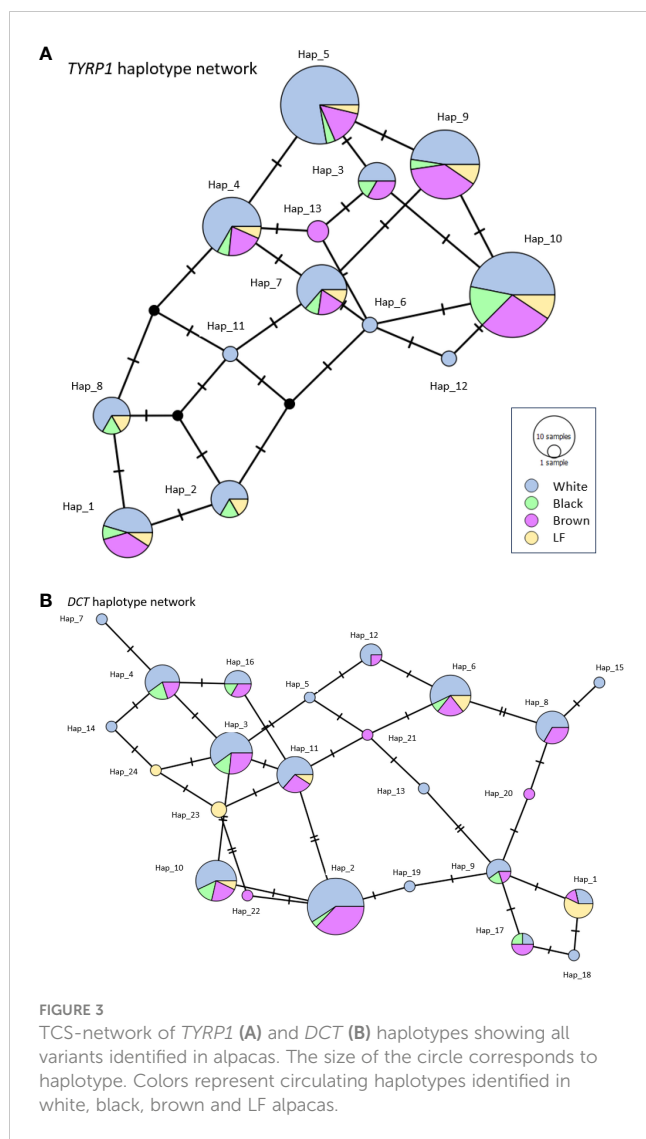 A
TYRP1 haplotype network
Hap_5
Hap_9
Hap_3
Hap_4
Hap_13
Hap_10
Hap_7
Hap_6
Hap_11
Hap_12
Hap_8
Hap_2
Hap_1
10 samples
1 sample
White
Black
Brown
LF
B
DCT haplotype network
Hap_7
Hap_12
Hap_16
Hap_6
Hap_4
Hap_5
Hap_15
Hap_8
Hap_14
Hap_3
Hap_11
Hap_21
Hap_24
Hap_13
Hap_20
Hap_23
Hap_2
Hap_10
Hap_19
Hap_9
Hap_1
Hap_22
Hap_17
Hap_18
FIGURE 3
TCS-network of TYRP1 (A) and DCT (B) haplotypes showing all
variants identified in alpacas. The size of the circle corresponds to
haplotype. Colors represent circulating haplotypes identified in
white, black, brown and LF alpacas.